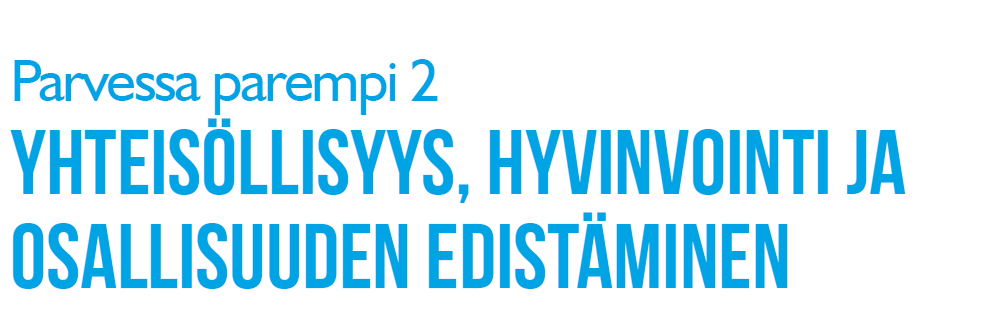 Parvessa parempi 2
YHTEISÖLLISYYS, HYVINVOINTI JA
OSALLISUUDEN EDISTÄMINEN